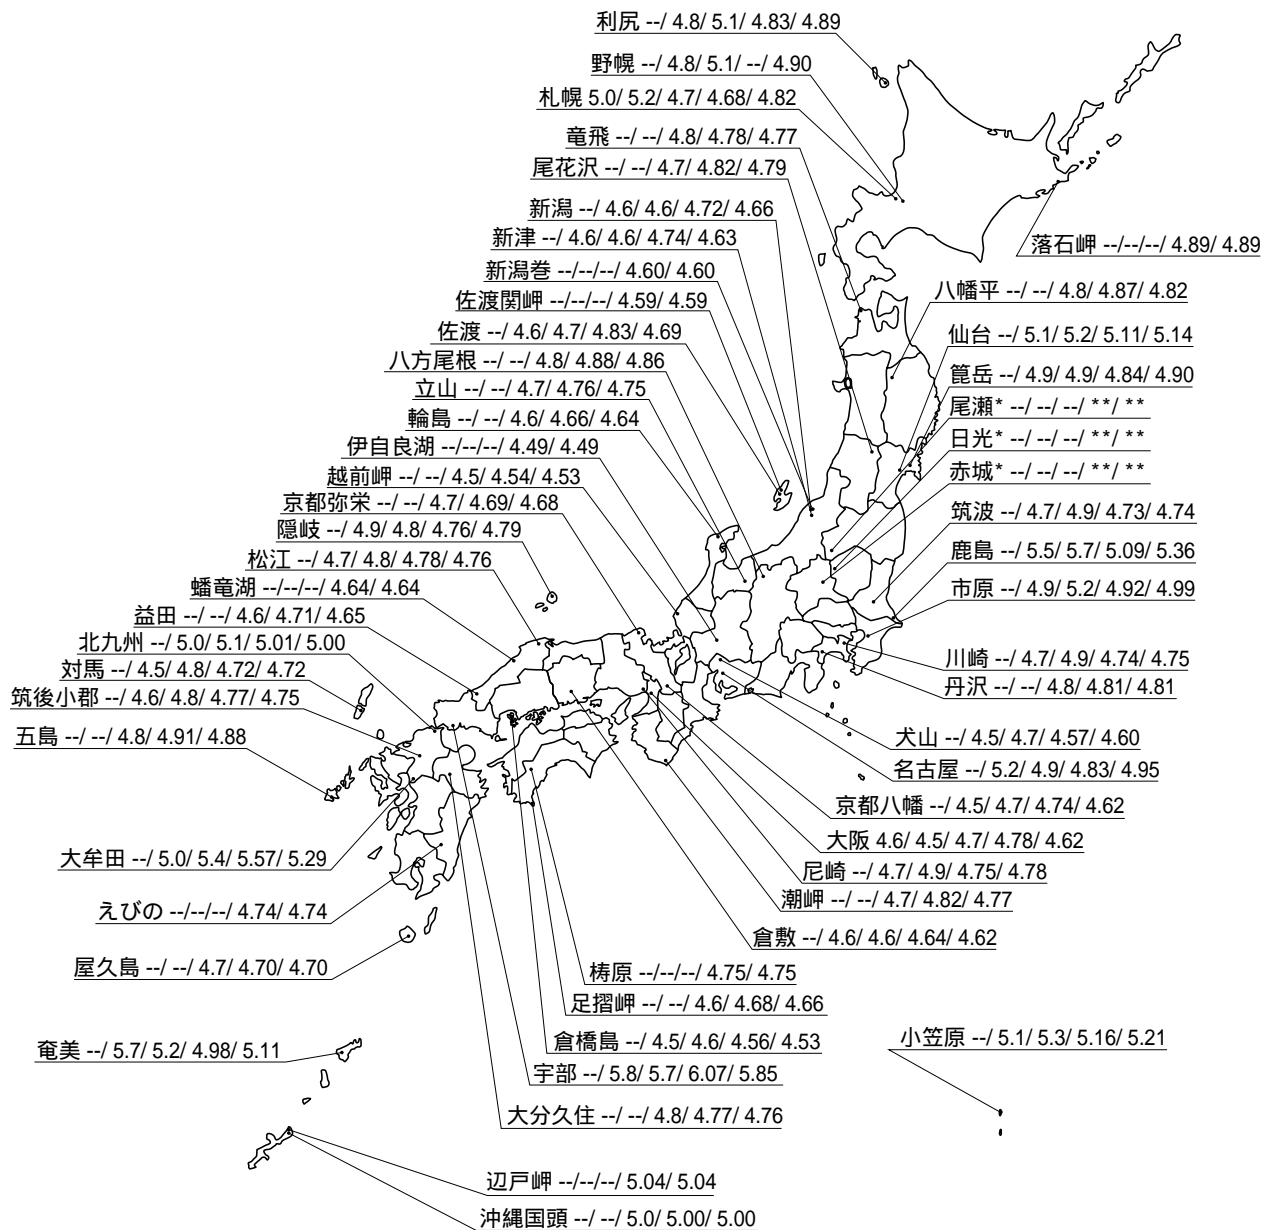 利尻 --/ 4.8/ 5.1/ 4.83/ 4.89
野幌 --/ 4.8/ 5.1/ --/ 4.90
札幌 5.0/ 5.2/ 4.7/ 4.68/ 4.82
竜飛 --/ --/ 4.8/ 4.78/ 4.77
尾花沢 --/ --/ 4.7/ 4.82/ 4.79
新潟 --/ 4.6/ 4.6/ 4.72/ 4.66
新津 --/ 4.6/ 4.6/ 4.74/ 4.63
新潟巻 --/--/--/ 4.60/ 4.60
佐渡関岬 --/--/--/ 4.59/ 4.59
佐渡 --/ 4.6/ 4.7/ 4.83/ 4.69
八方尾根 --/ --/ 4.8/ 4.88/ 4.86
立山 --/ --/ 4.7/ 4.76/ 4.75
輪島 --/ --/ 4.6/ 4.66/ 4.64
伊自良湖 --/--/--/ 4.49/ 4.49
越前岬 --/ --/ 4.5/ 4.54/ 4.53
京都弥栄 --/ --/ 4.7/ 4.69/ 4.68
隠岐 --/ 4.9/ 4.8/ 4.76/ 4.79
松江 --/ 4.7/ 4.8/ 4.78/ 4.76
蟠竜湖 --/--/--/ 4.64/ 4.64
益田 --/ --/ 4.6/ 4.71/ 4.65
北九州 --/ 5.0/ 5.1/ 5.01/ 5.00
対馬 --/ 4.5/ 4.8/ 4.72/ 4.72
筑後小郡 --/ 4.6/ 4.8/ 4.77/ 4.75
五島 --/ --/ 4.8/ 4.91/ 4.88
大牟田 --/ 5.0/ 5.4/ 5.57/ 5.29
えびの --/--/--/ 4.74/ 4.74
屋久島 --/ --/ 4.7/ 4.70/ 4.70
奄美 --/ 5.7/ 5.2/ 4.98/ 5.11
落石岬 --/--/--/ 4.89/ 4.89
八幡平 --/ --/ 4.8/ 4.87/ 4.82
仙台 --/ 5.1/ 5.2/ 5.11/ 5.14
箟岳 --/ 4.9/ 4.9/ 4.84/ 4.90
尾瀬* --/ --/ --/ **/ **
日光* --/ --/ --/ **/ **
赤城* --/ --/ --/ **/ **
筑波 --/ 4.7/ 4.9/ 4.73/ 4.74
鹿島 --/ 5.5/ 5.7/ 5.09/ 5.36
市原 --/ 4.9/ 5.2/ 4.92/ 4.99
川崎 --/ 4.7/ 4.9/ 4.74/ 4.75
丹沢 --/ --/ 4.8/ 4.81/ 4.81
犬山 --/ 4.5/ 4.7/ 4.57/ 4.60
名古屋 --/ 5.2/ 4.9/ 4.83/ 4.95
京都八幡 --/ 4.5/ 4.7/ 4.74/ 4.62
大阪 4.6/ 4.5/ 4.7/ 4.78/ 4.62
尼崎 --/ 4.7/ 4.9/ 4.75/ 4.78
潮岬 --/ --/ 4.7/ 4.82/ 4.77
倉敷 --/ 4.6/ 4.6/ 4.64/ 4.62
梼原 --/--/--/ 4.75/ 4.75
足摺岬 --/ --/ 4.6/ 4.68/ 4.66
倉橋島 --/ 4.5/ 4.6/ 4.56/ 4.53
宇部 --/ 5.8/ 5.7/ 6.07/ 5.85
大分久住 --/ --/ 4.8/ 4.77/ 4.76
小笠原 --/ 5.1/ 5.3/ 5.16/ 5.21
辺戸岬 --/--/--/ 5.04/ 5.04
沖縄国頭 --/ --/ 5.0/ 5.00/ 5.00